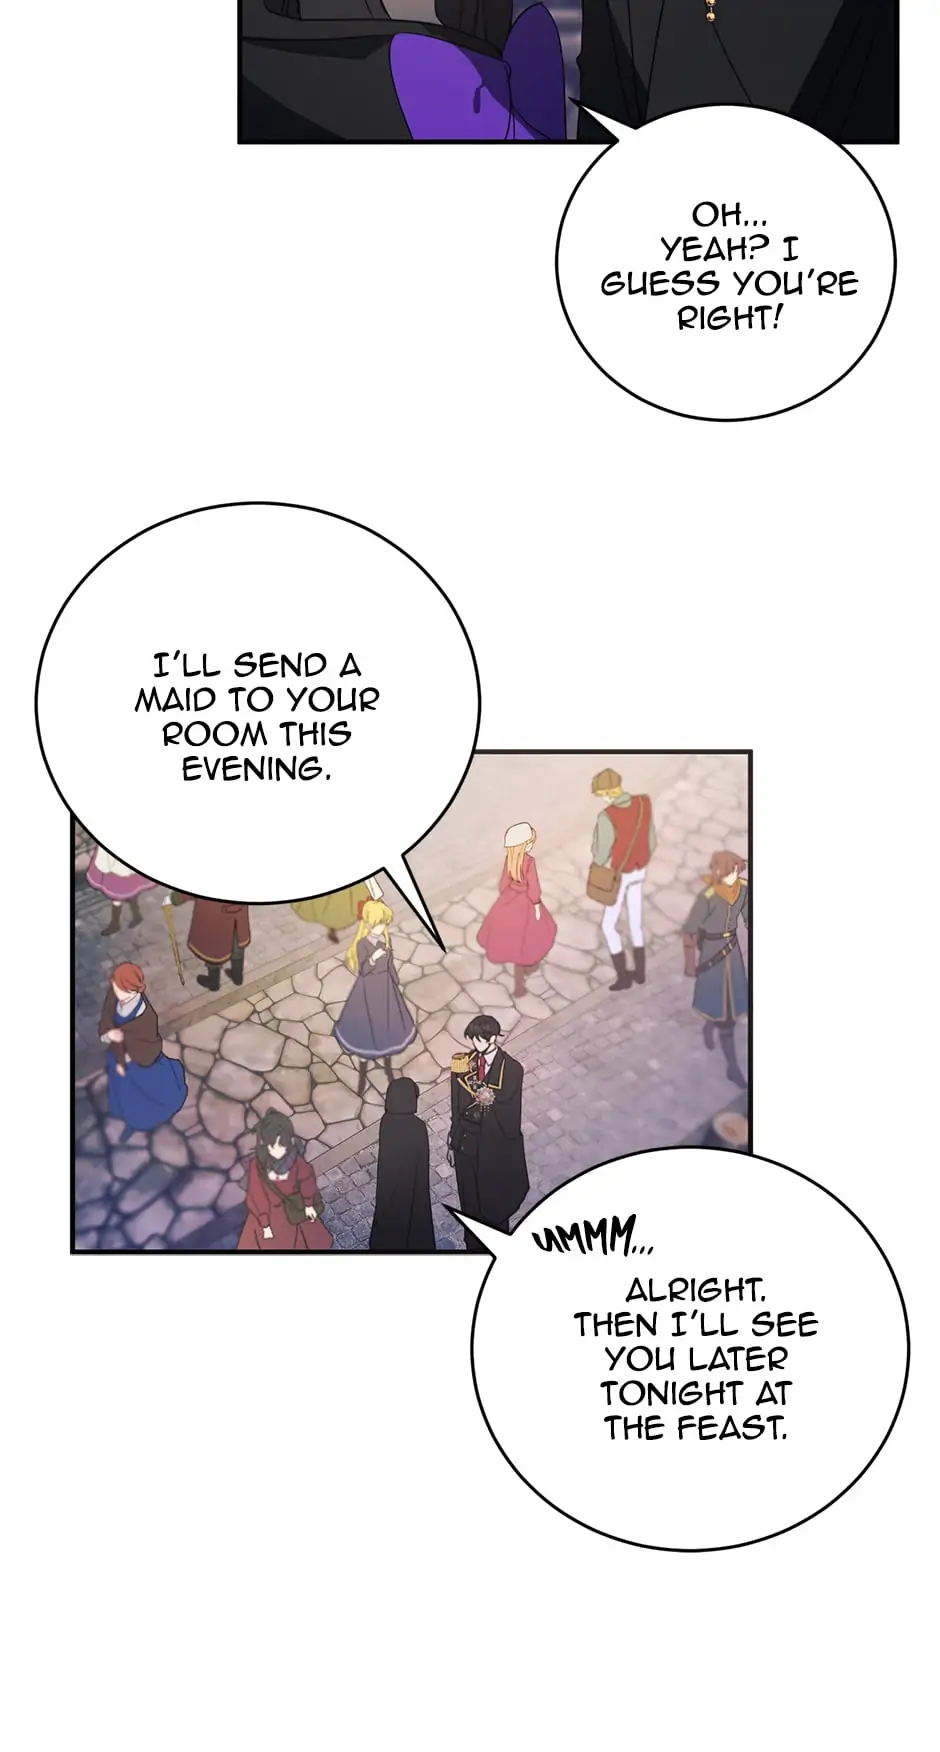 OH...
YEAH? I
GUESS YOU'RE
RIGHT!
I'LL SEND A
MAID TO YOUR
ROOM THIS
EVENING.
UMMM...
ALRIGHT.
THEN I'LL SEE
YOU LATER
TONIGHT AT
THE FEAST.